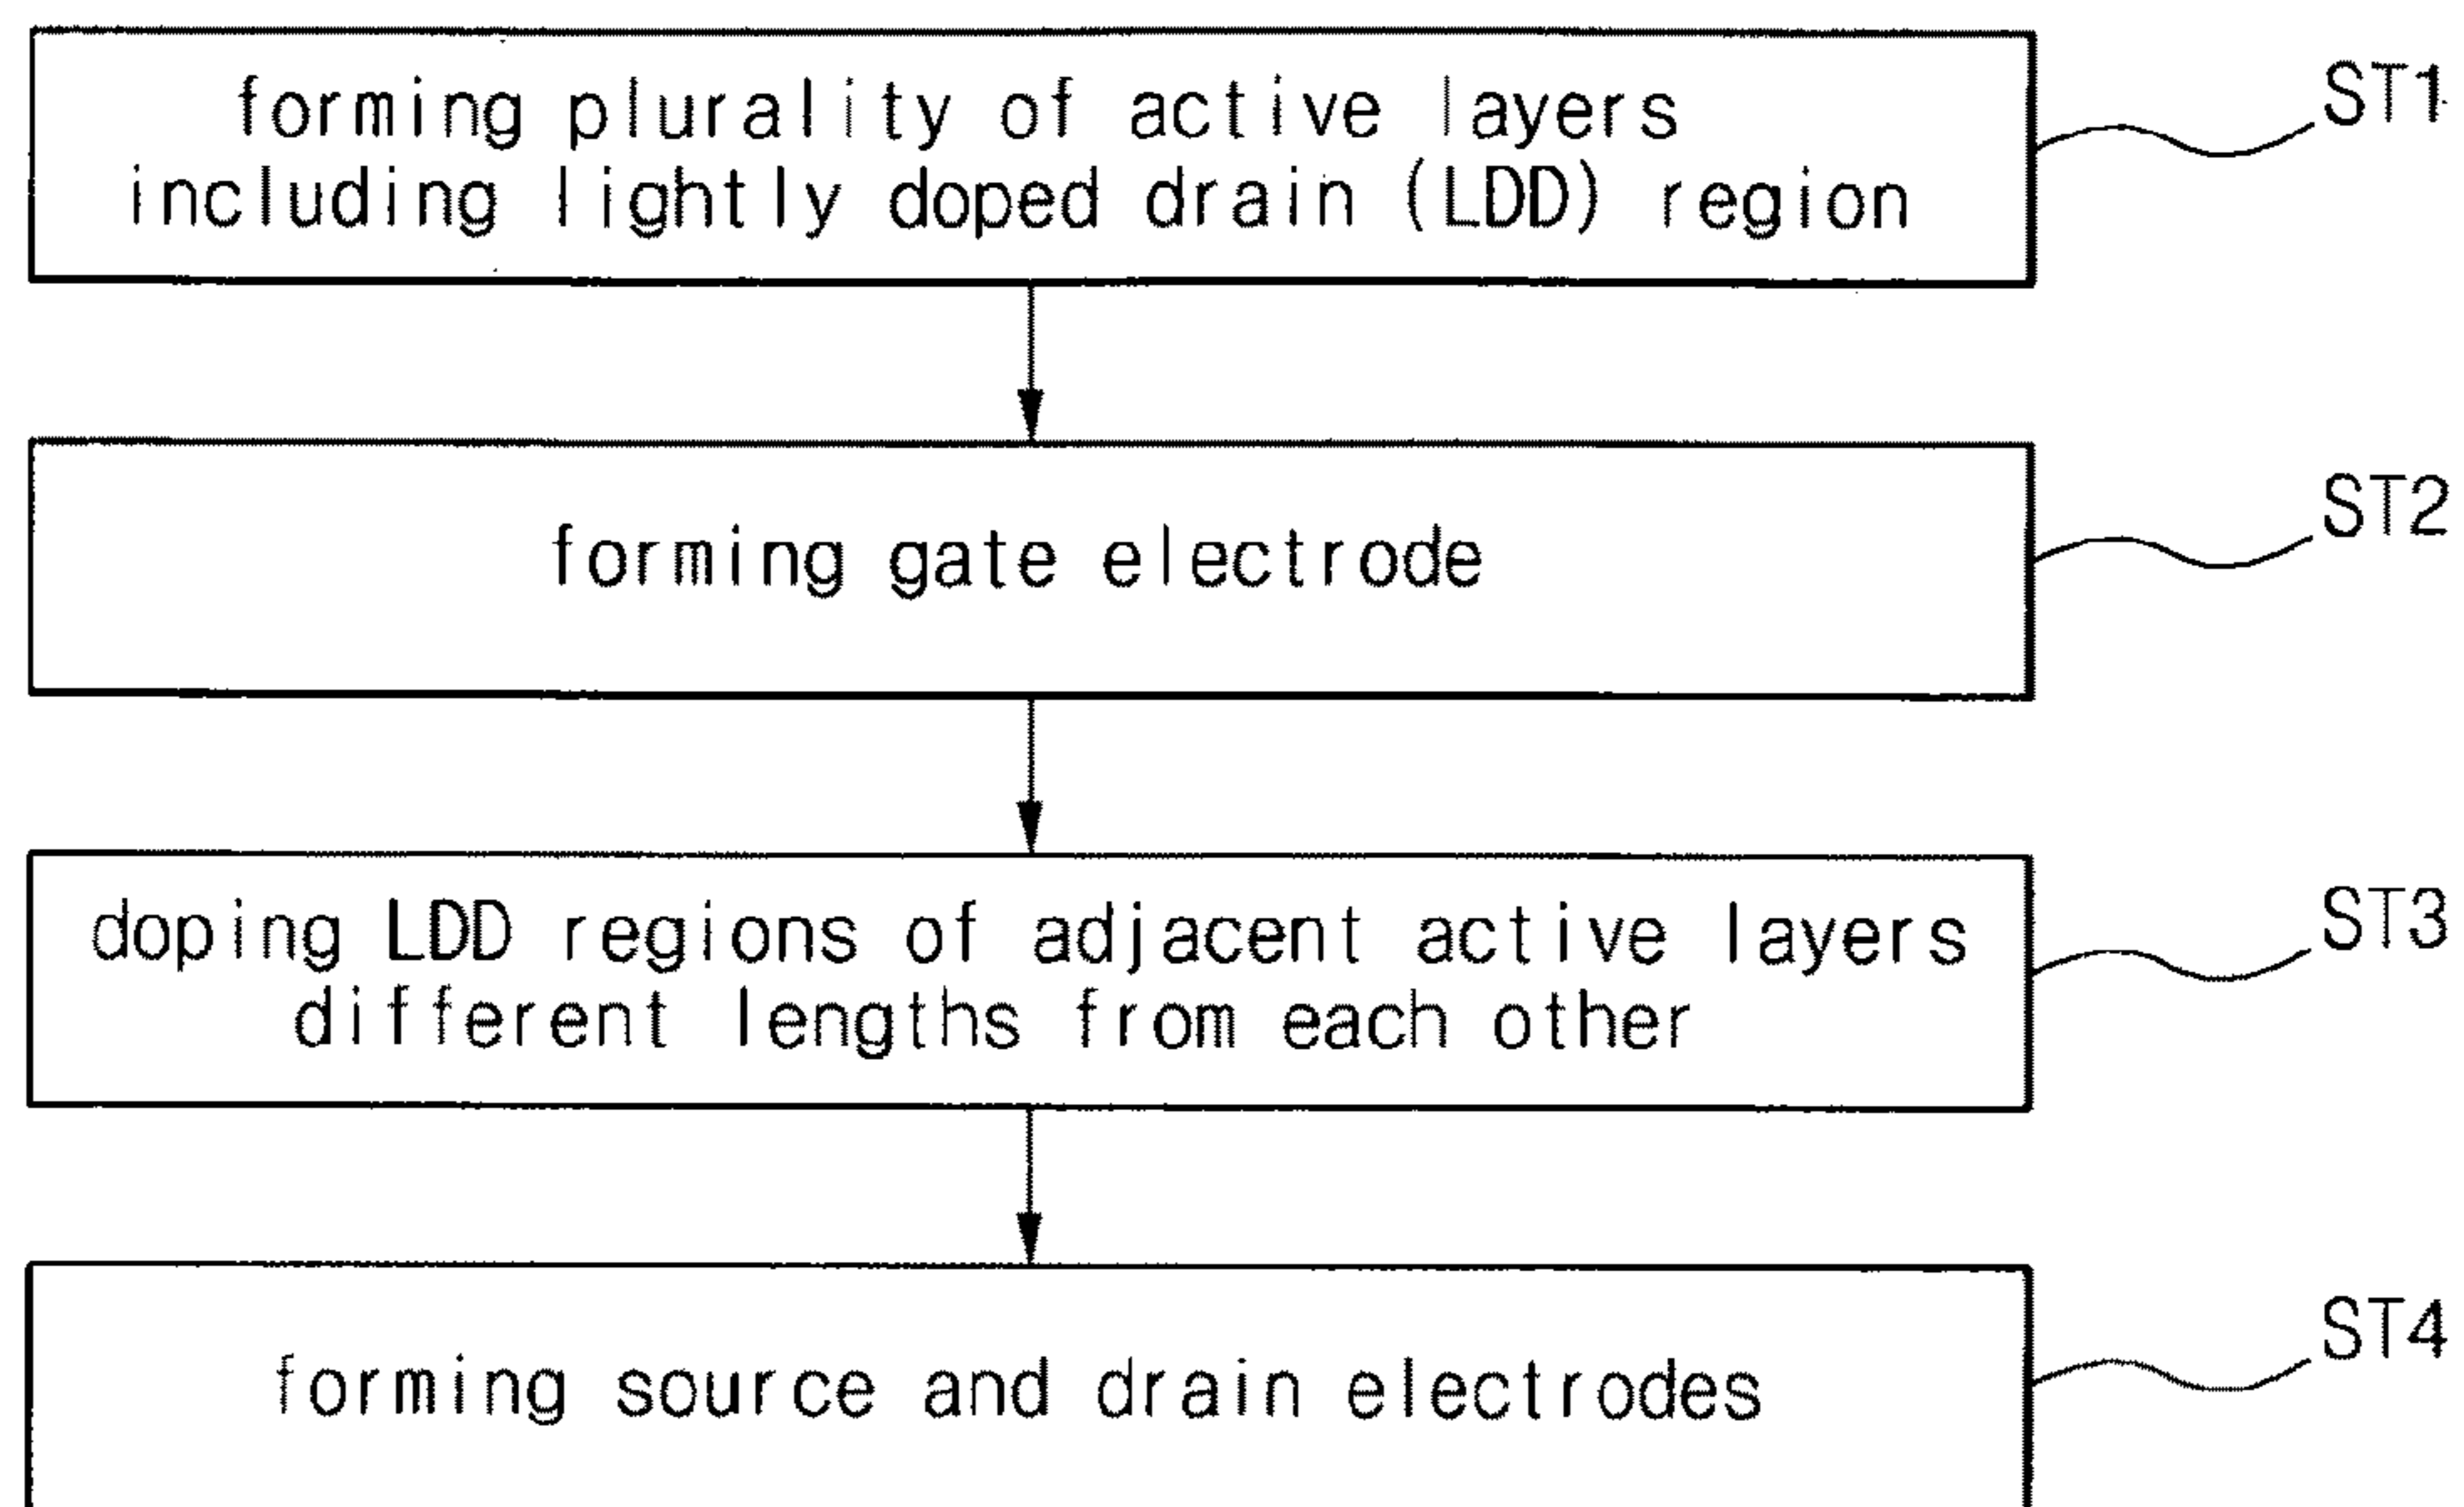 forming plurality of active layers
including lightly doped drain (LDD) region
ST1
forming gate electrode
ST2
doping LDD regions of adjacent active layers
different lengths from each other
ST3
forming source and drain electrodes
ST4